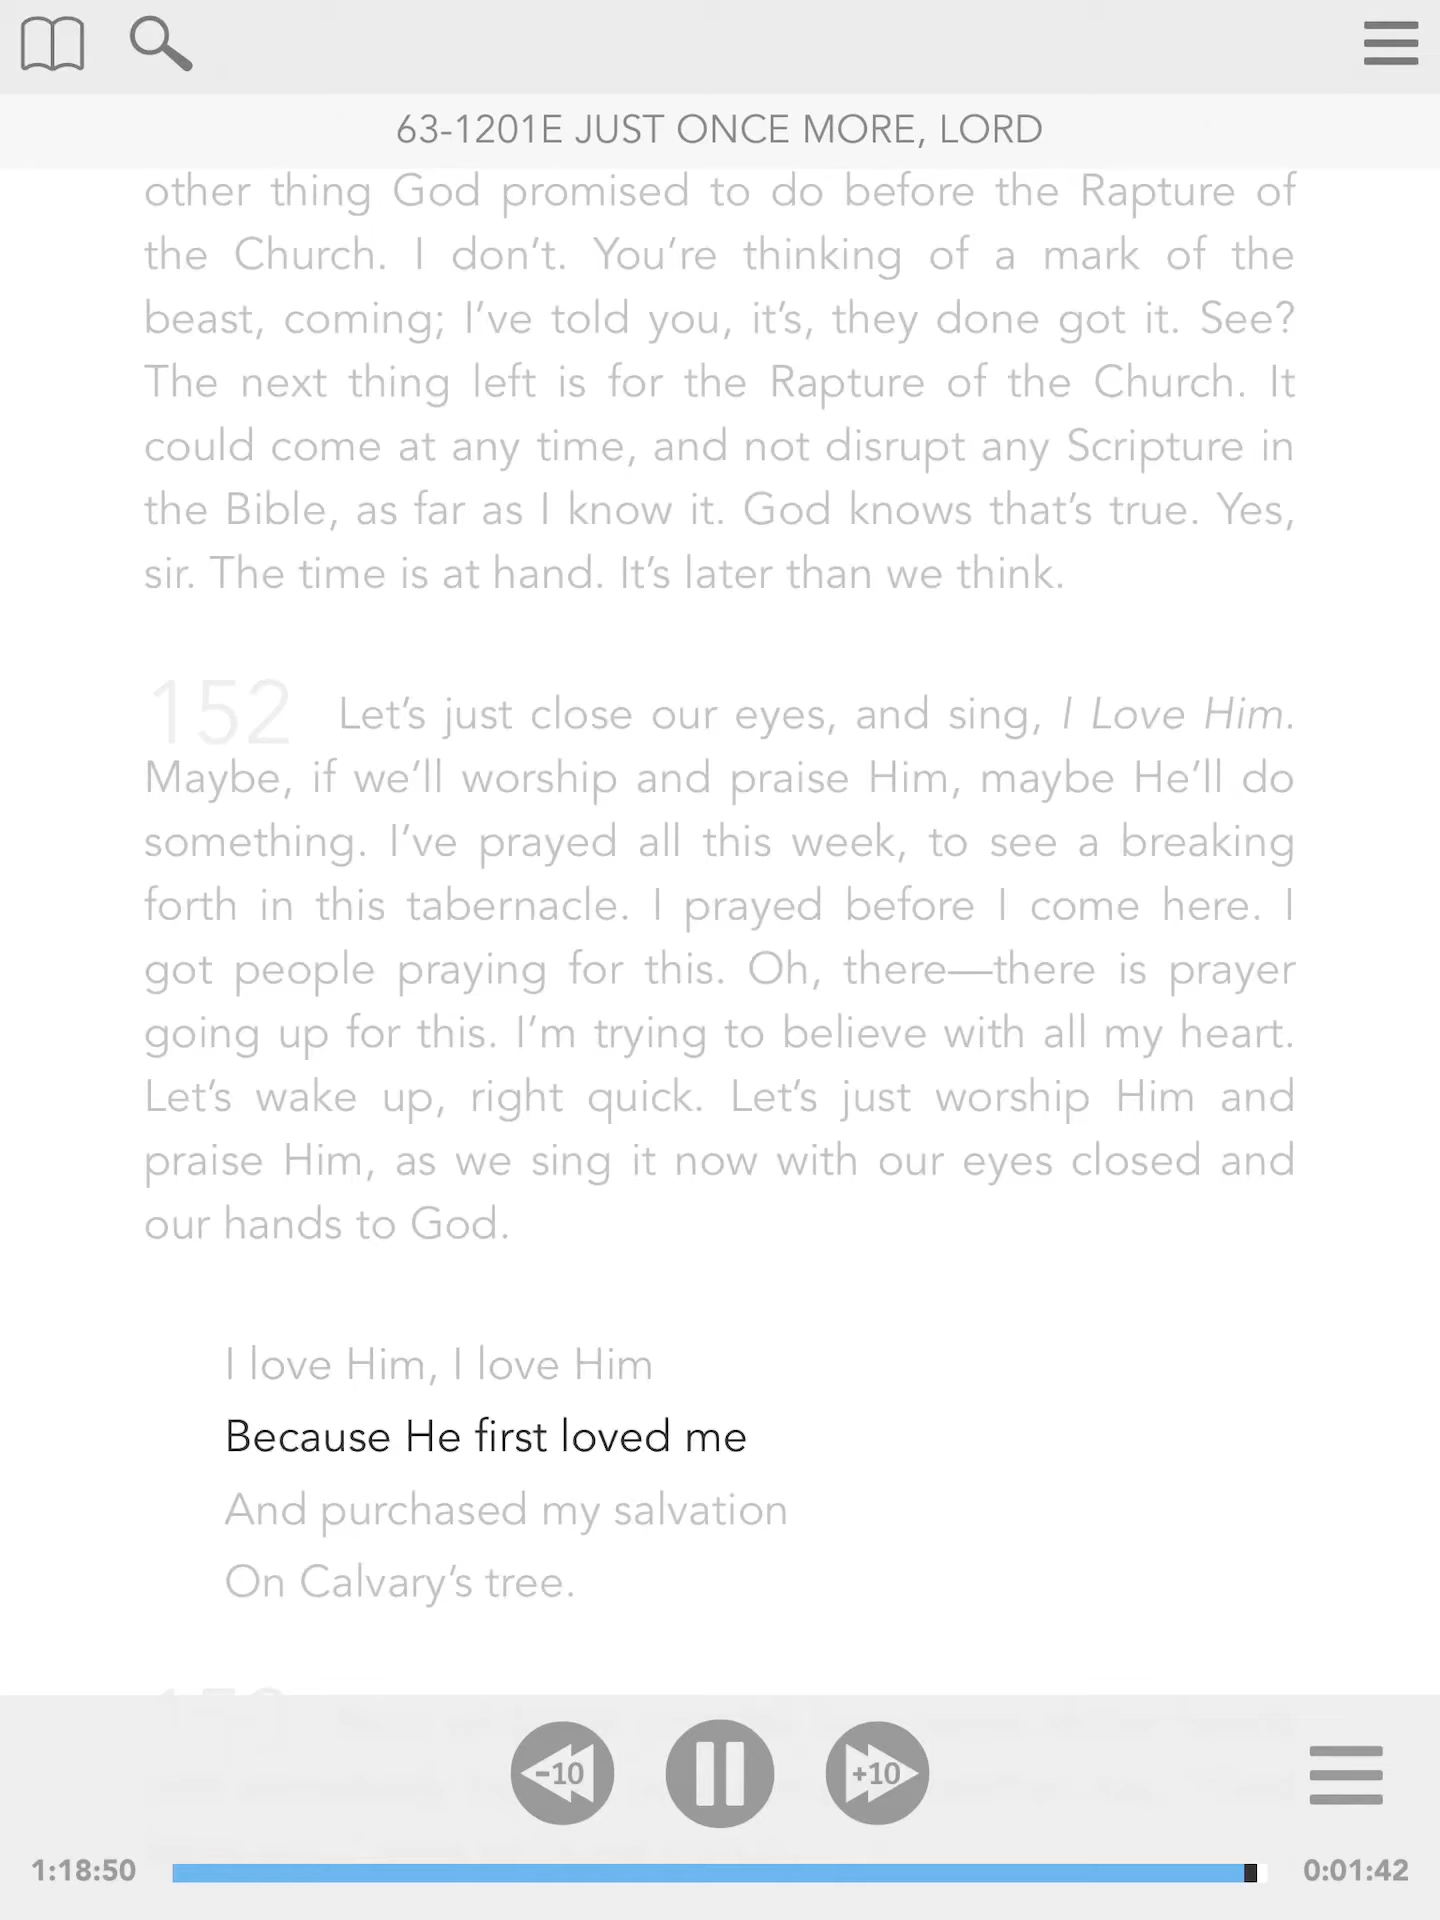 63-1201E JUST ONCE MORE, LORD
other thing God promised to do before the Rapture of
the Church. I don’t. You’re thinking of a mark of the
beast, coming; I’ve told you, it’s, they done got it. See?
The next thing left is for the Rapture of the Church. It
could come at any time, and not disrupt any Scripture in
the Bible, as far as I know it. God knows that’s true. Yes,
sir. The time is at hand. It’s later than we think.
152 Let’s just close our eyes, and sing, I Love Him.
Maybe, if we’ll worship and praise Him, maybe He’ll do
something. I’ve prayed all this week, to see a breaking
forth in this tabernacle. I prayed before I come here. I
got people praying for this. Oh, there—there is prayer
going up for this. I’m trying to believe with all my heart.
Let’s wake up, right quick. Let’s just worship Him and
praise Him, as we sing it now with our eyes closed and
our hands to God.
I love Him, I love Him
Because He first loved me
And purchased my salvation
On Calvary’s tree.
-10 +10
1:18:50 0:01:42